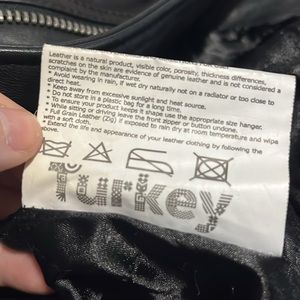 Leather is a natural product, visible color, porosity, thickness differences,
scratches on the skin are evidence of genuine leather and is not considered a
complaint by the manufacturer.
* Avoid wearing in rain, if wet dry naturally not on a radiator or too close to
direct heat.
* Keep away from excessive sunlight and heat source.
* Do not store in a plastic bag for a long time.
* To ensure your product keeps it shape use the appropriate size hanger.
* While sitting or driving leave the front zipper or button undone.
* Full Grain Leather (Zig) if exposed to rain dry at room temperature and wipe
with a soft cloth.
* Extend the life and appearance of your leather clothing by following the
above.
Turkey